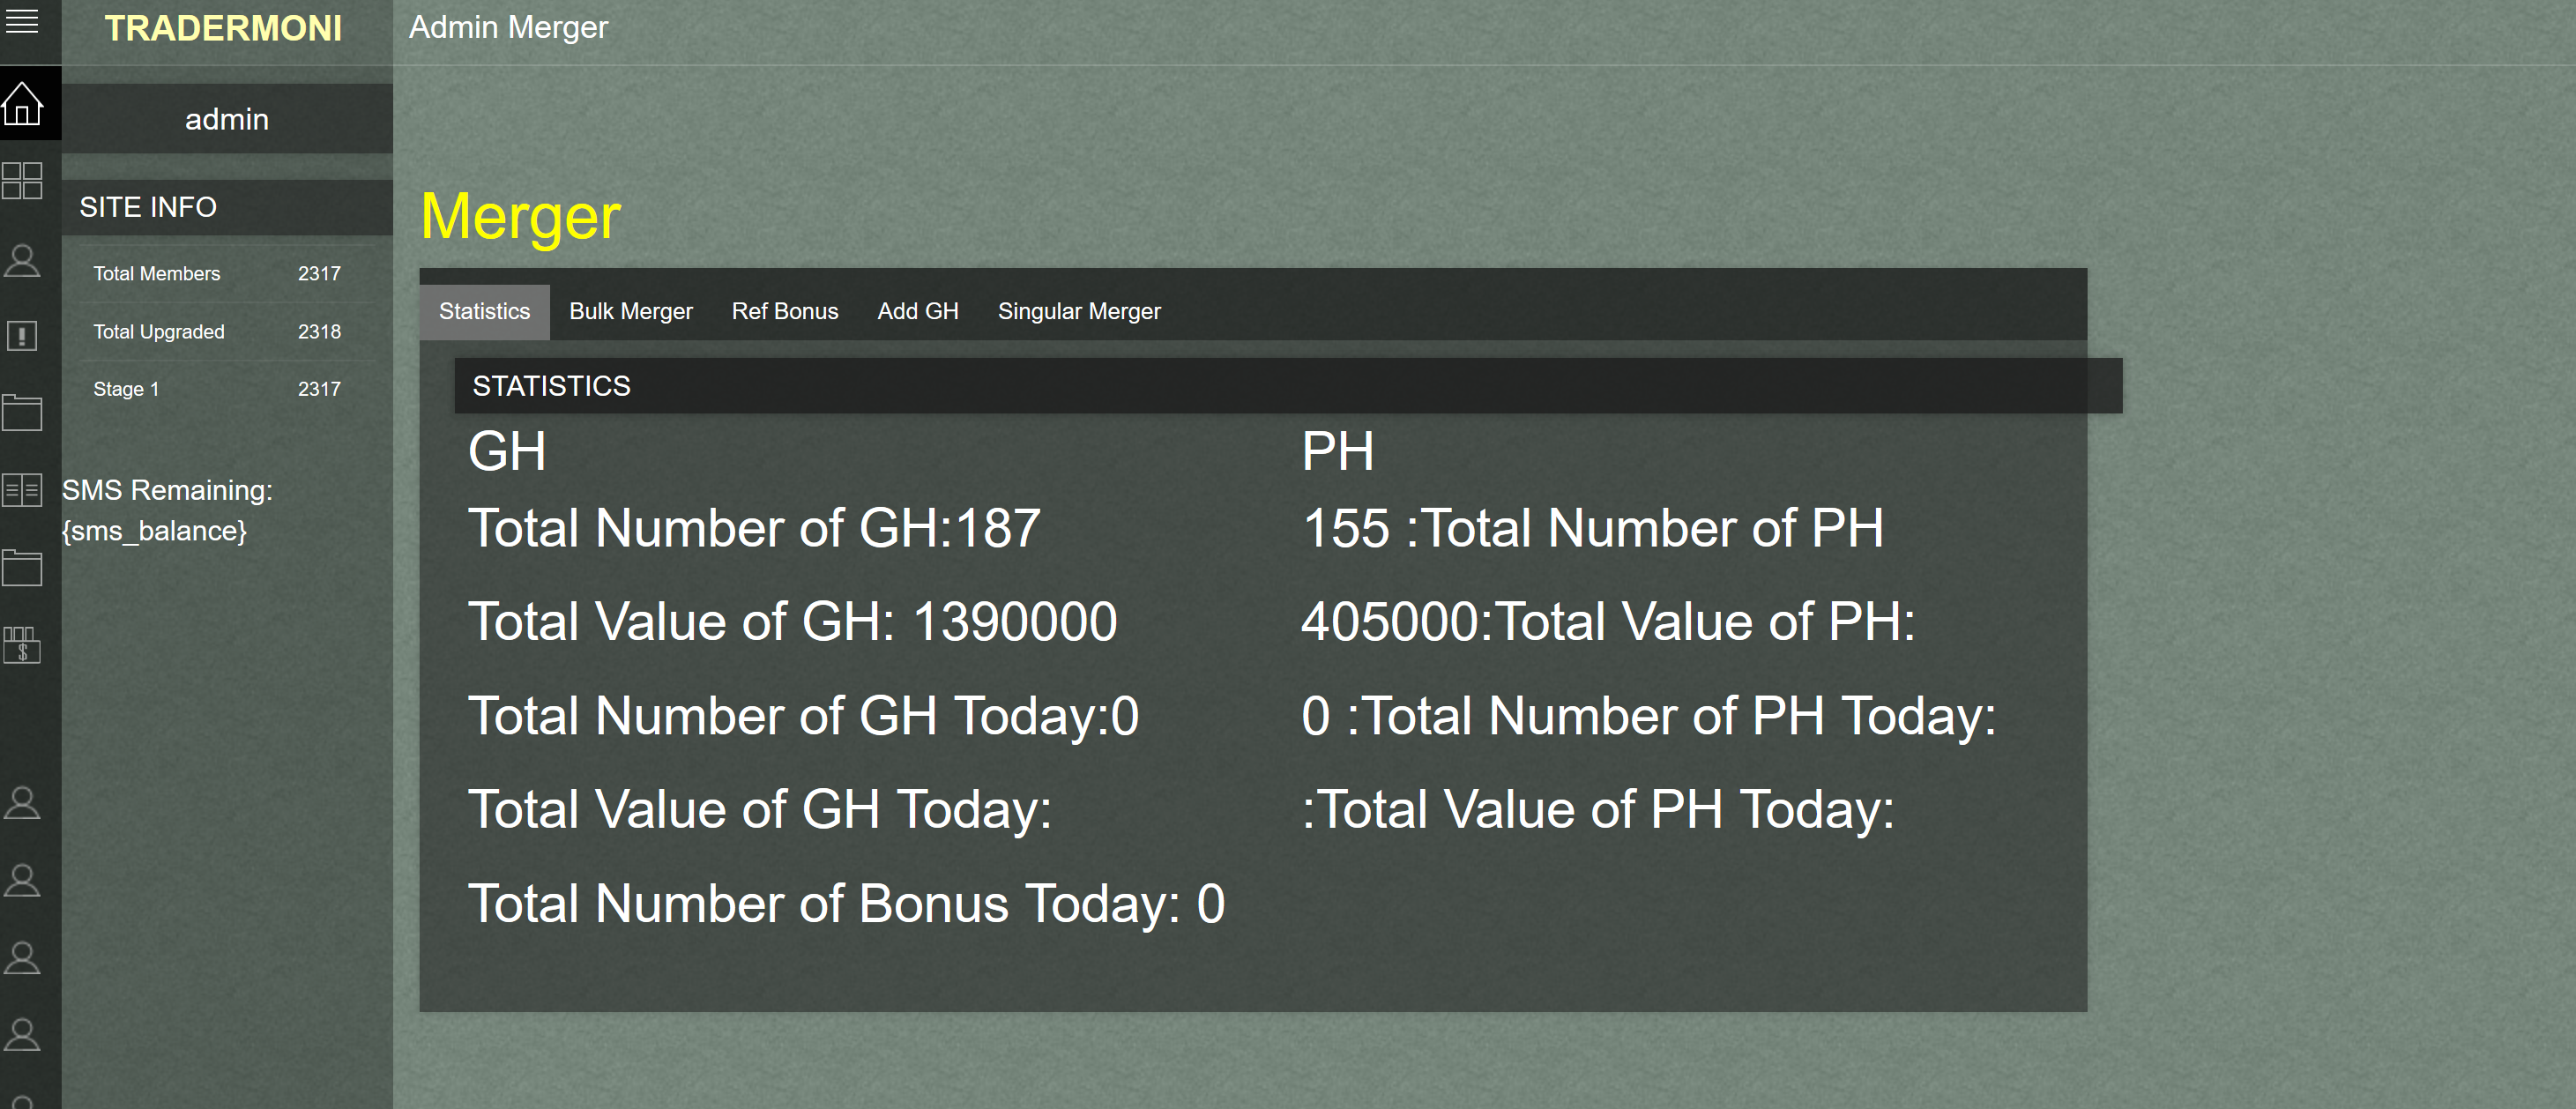 TRADERMONI
Admin Merger
admin
SITE INFO
Total Members 2317
Total Upgraded 2318
Stage 1 2317
SMS Remaining:
{sms_balance}
Merger
Statistics Bulk Merger Ref Bonus Add GH Singular Merger
STATISTICS
GH
Total Number of GH:187
Total Value of GH: 1390000
Total Number of GH Today:0
Total Value of GH Today:
Total Number of Bonus Today: 0
PH
155 :Total Number of PH
405000:Total Value of PH:
0 :Total Number of PH Today:
:Total Value of PH Today: